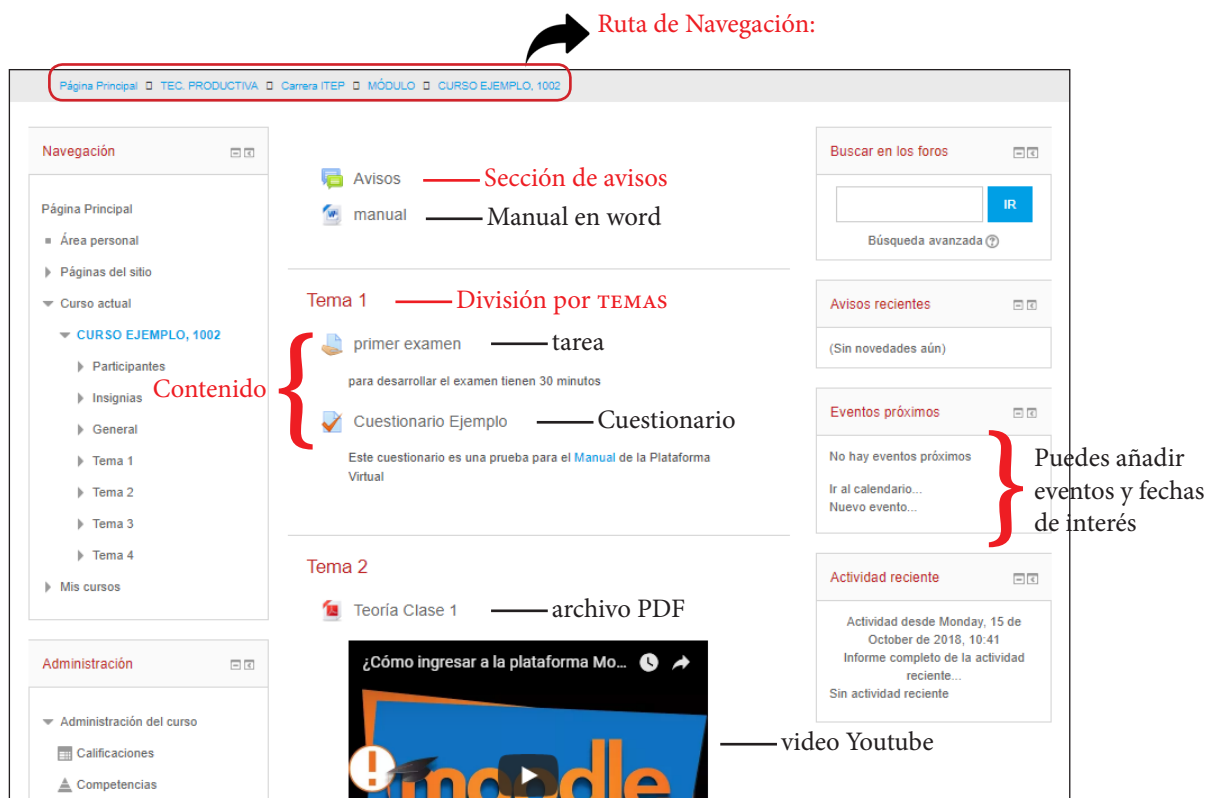 Ruta de Navegación:
Página Principal TEC. PRODUCTIVA Carrera ITEP MÓDULO CURSO EJEMPLO, 1002
Navegación
Página Principal
Área personal
Páginas del sitio
Curso actual
CURSO EJEMPLO, 1002
Participantes
Insignias
General
Tema 1
Tema 2
Tema 3
Tema 4
Mis cursos
Administración
Administración del curso
Calificaciones
Competencias
Avisos
Sección de avisos
manual
Manual en word
Tema 1
División por TEMAS
Contenido
primer examen
tarea
para desarrollar el examen tienen 30 minutos
Cuestionario Ejemplo
Cuestionario
Este cuestionario es una prueba para el Manual de la Plataforma
Virtual
Tema 2
Teoría Clase 1
archivo PDF
¿Cómo ingresar a la plataforma Mo...
moodle
video Youtube
Buscar en los foros
IR
Búsqueda avanzada
Avisos recientes
(Sin novedades aún)
Eventos próximos
No hay eventos próximos
Ir al calendario...
Nuevo evento...
Puedes añadir
eventos y fechas
de interés
Actividad reciente
Actividad desde Monday, 15 de
October de 2018, 10:41
Informe completo de la actividad
reciente...
Sin actividad reciente